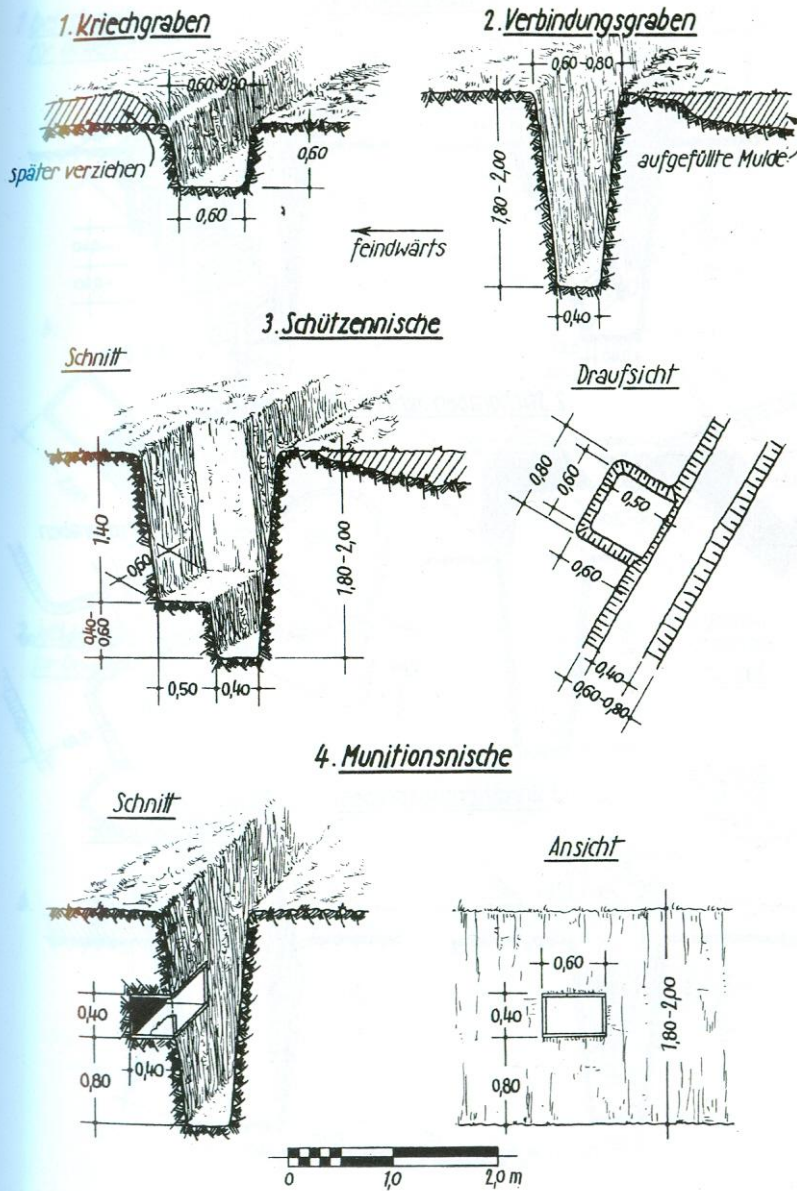 1. Kriechgraben
0,60-0,80
später verziehen
0,60
0,60
2. Verbindungsgraben
0,60-0,80
1,80-2,00
aufgefüllte Mulde
0,40
feindwärts
3. Schützennische
Schnitt
1,40
0,60
0,40-
0,60
0,50
0,40
1,80-2,00
Draufsicht
0,80
0,60
0,50
0,60
0,40
0,60-0,80
4. Munitionsnische
Schnitt
0,40
0,80
0,40
Ansicht
0,60
0,40
0,80
1,80-2,00
0
1,0
2,0 m